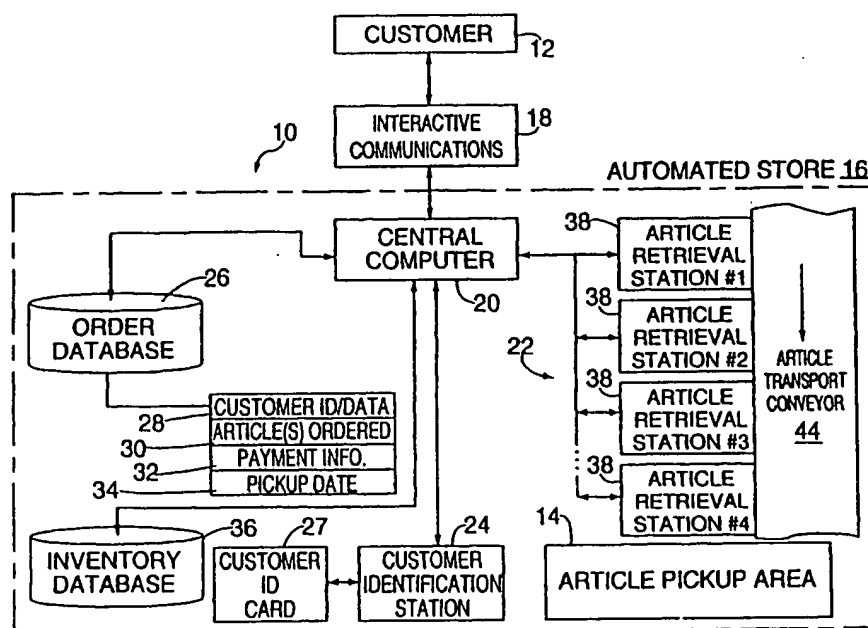 CUSTOMER
12
INTERACTIVE
COMMUNICATIONS
18
10
AUTOMATED STORE 16
CENTRAL
COMPUTER
20
26
ORDER
DATABASE
38
ARTICLE
RETRIEVAL
STATION #1
38
ARTICLE
RETRIEVAL
STATION #2
22
38
ARTICLE
RETRIEVAL
STATION #3
38
ARTICLE
RETRIEVAL
STATION #4
ARTICLE
TRANSPORT
CONVEYOR
44
CUSTOMER ID/DATA
28
ARTICLE(S) ORDERED
30
PAYMENT INFO.
32
PICKUP DATE
34
36
INVENTORY
DATABASE
27
CUSTOMER
ID
CARD
24
CUSTOMER
IDENTIFICATION
STATION
14
ARTICLE PICKUP AREA